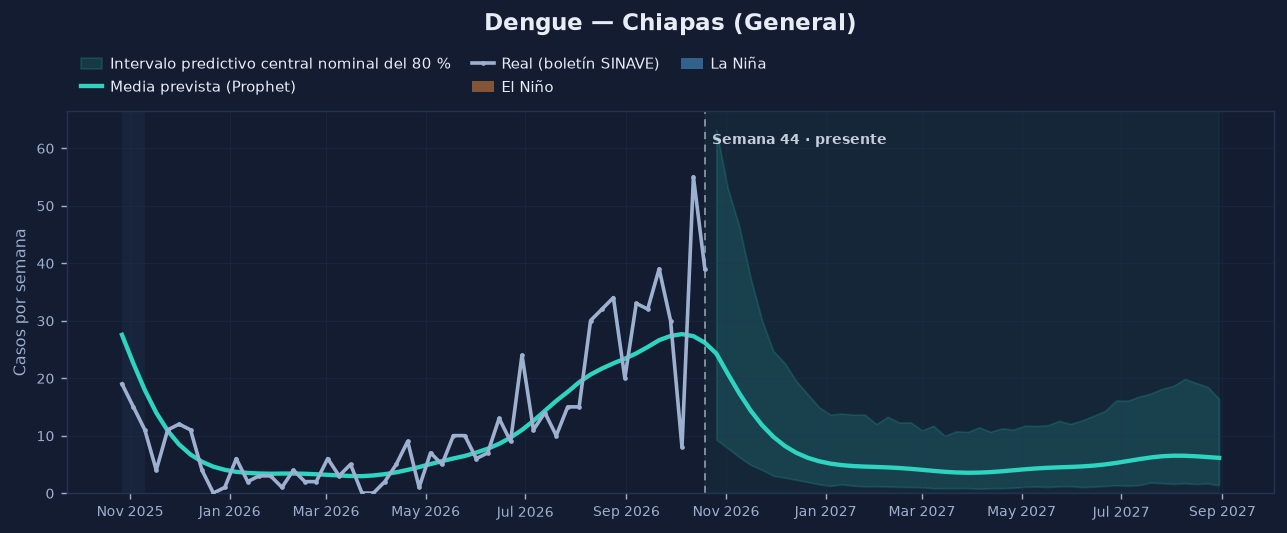 Dengue — Chiapas (General)
Intervalo predictivo central nominal del 80 %
Real (boletín SINAVE)
La Niña
Media prevista (Prophet)
El Niño
Semana 44 · presente
Casos por semana
60
50
40
30
20
10
0
Nov 2025
Jan 2026
Mar 2026
May 2026
Jul 2026
Sep 2026
Nov 2026
Jan 2027
Mar 2027
May 2027
Jul 2027
Sep 2027